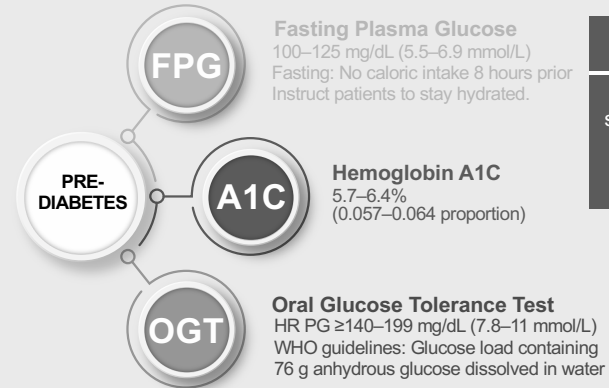 FPG
Fasting Plasma Glucose
100–125 mg/dL (5.5–6.9 mmol/L)
Fasting: No caloric intake 8 hours prior
Instruct patients to stay hydrated.
PRE-
DIABETES
A1C
Hemoglobin A1C
5.7–6.4%
(0.057–0.064 proportion)
OGT
Oral Glucose Tolerance Test
HR PG ≥140–199 mg/dL (7.8–11 mmol/L)
WHO guidelines: Glucose load containing
76 g anhydrous glucose dissolved in water